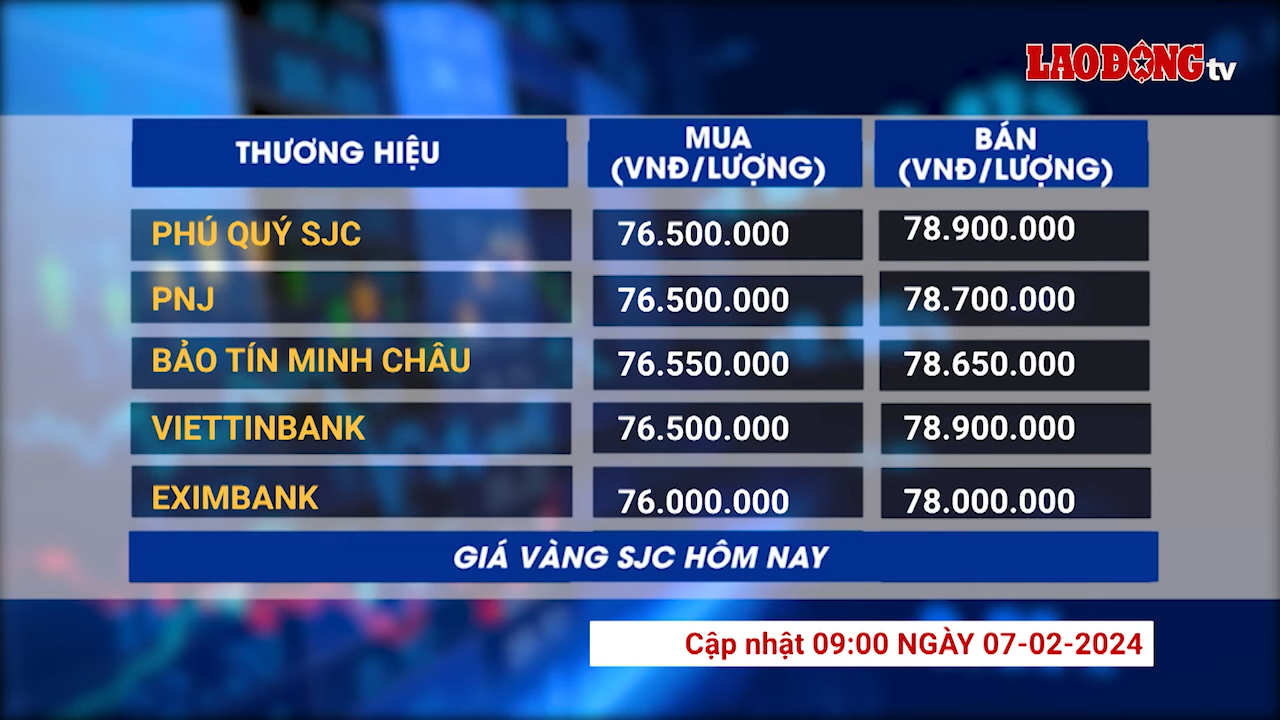 LAO ĐỘNG tv
THƯƠNG HIỆU
MUA
(VNĐ/LƯỢNG)
BÁN
(VNĐ/LƯỢNG)
PHÚ QUÝ SJC 76.500.000 78.900.000
PNJ 76.500.000 78.700.000
BẢO TÍN MINH CHÂU 76.550.000 78.650.000
VIETTINBANK 76.500.000 78.900.000
EXIMBANK 76.000.000 78.000.000
GIÁ VÀNG SJC HÔM NAY
Cập nhật 09:00 NGÀY 07-02-2024